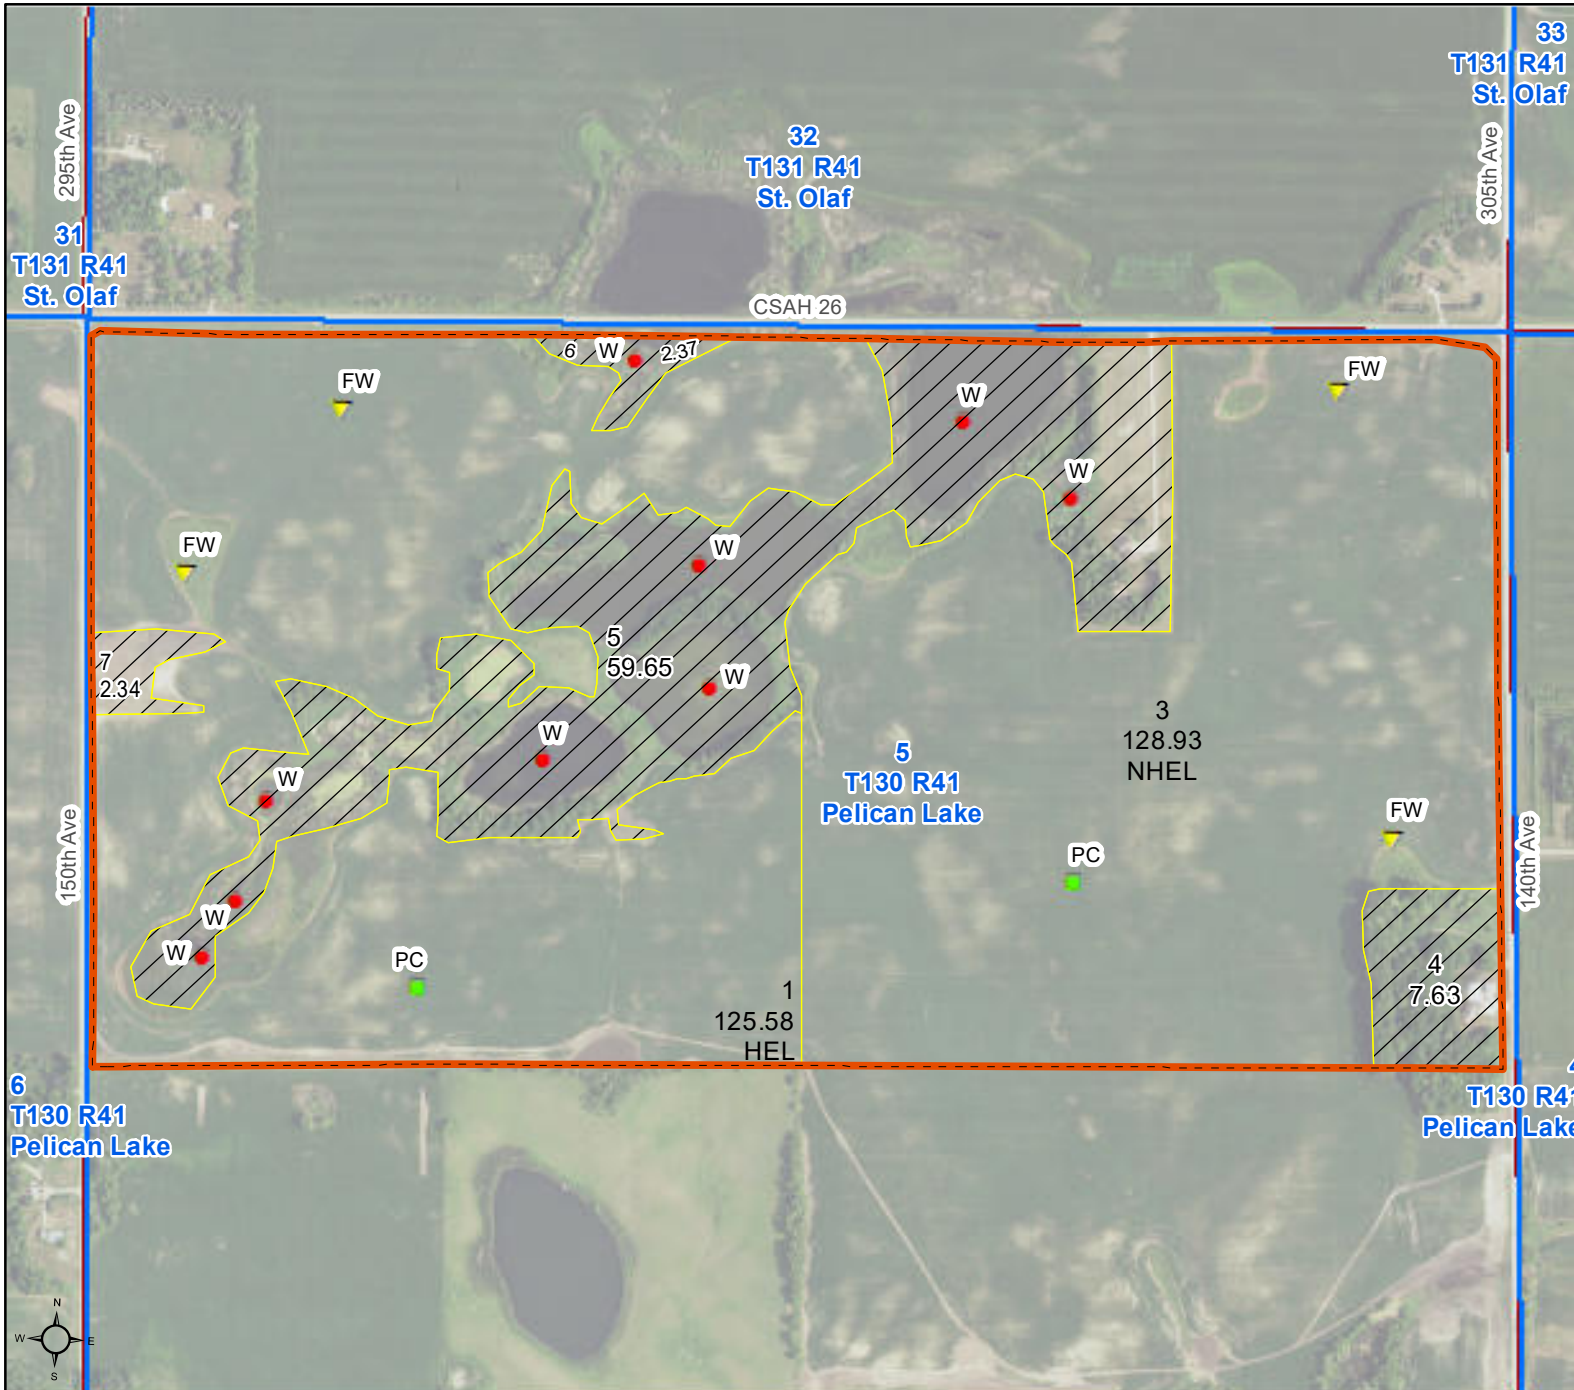 33
T131 R41
St. Olaf
295th Ave
32
T131 R41
St. Olaf
305th Ave
31
T131 R41
St. Olaf
CSAH 26
6
W
2.37
FW
W
FW
W
FW
W
5
59.65
7
2.34
W
W
3
128.93
NHEL
5
T130 R41
Pelican Lake
W
150th Ave
FW
140th Ave
PC
W
W
PC
4
7.63
1
125.58
HEL
6
T130 R41
Pelican Lake
4
T130 R41
Pelican Lake
N
W
E
S